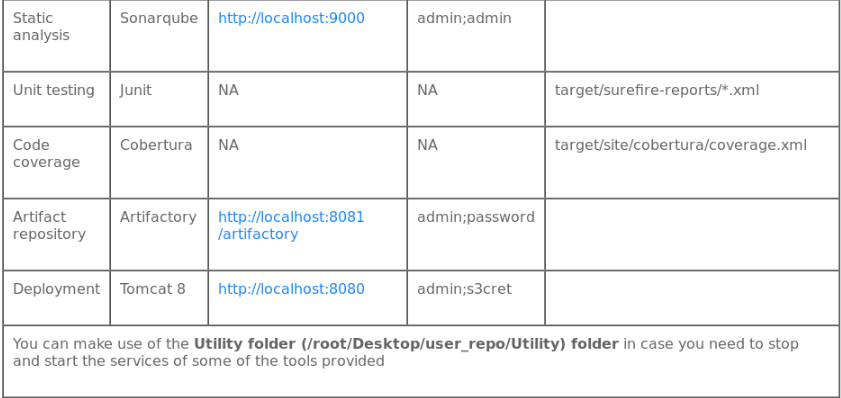 Static analysis Sonarqube http://localhost:9000 admin;admin
Unit testing Junit NA NA target/surefire-reports/*.xml
Code coverage Cobertura NA NA target/site/cobertura/coverage.xml
Artifact repository Artifactory http://localhost:8081/artifactory admin;password
Deployment Tomcat 8 http://localhost:8080 admin;s3cret
You can make use of the Utility folder (/root/Desktop/user_repo/Utility) folder in case you need to stop
and start the services of some of the tools provided